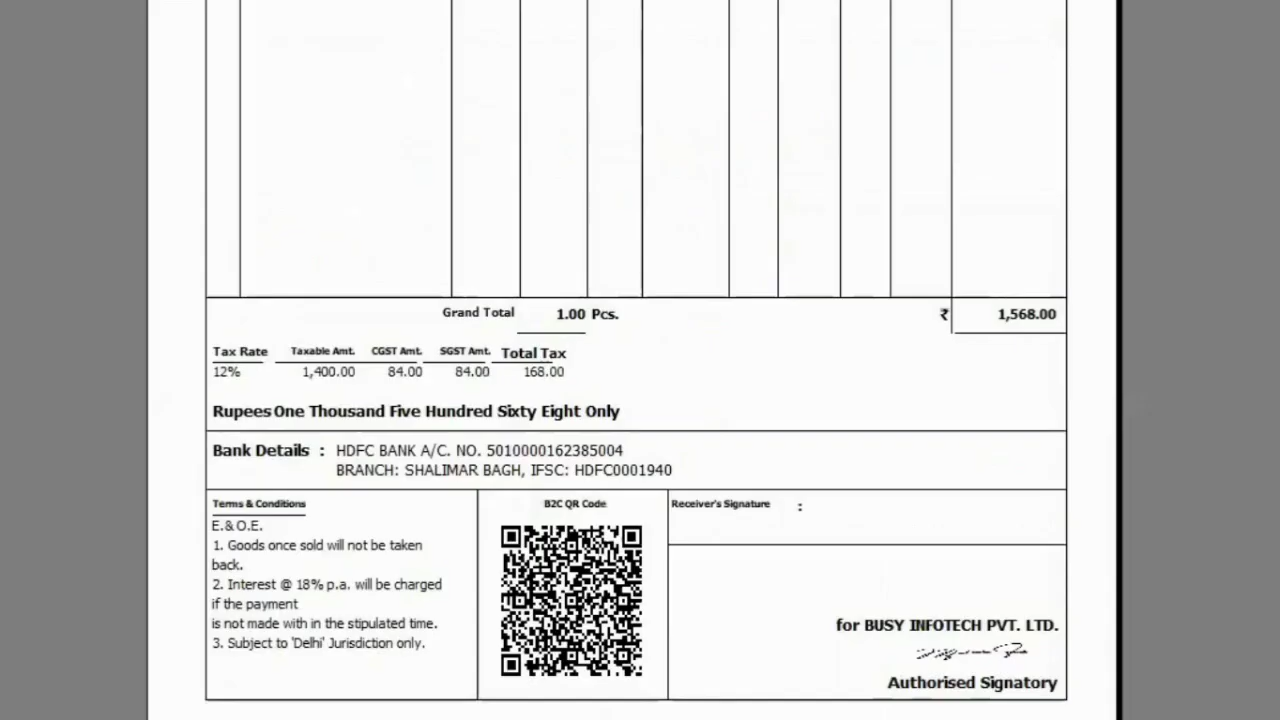 Grand Total 1.00 Pcs. ₹ 1,568.00
Tax Rate Taxable Amt. CGST Amt. SGST Amt. Total Tax
12% 1,400.00 84.00 84.00 168.00
Rupees One Thousand Five Hundred Sixty Eight Only
Bank Details : HDFC BANK A/C. NO. 5010000162385004
BRANCH: SHALIMAR BAGH, IFSC: HDFC0001940
Terms & Conditions
E.& O.E.
1. Goods once sold will not be taken
back.
2. Interest @ 18% p.a. will be charged
if the payment
is not made with in the stipulated time.
3. Subject to 'Delhi' Jurisdiction only.
B2C QR Code
Receiver's Signature :
for BUSY INFOTECH PVT. LTD.
Authorised Signatory